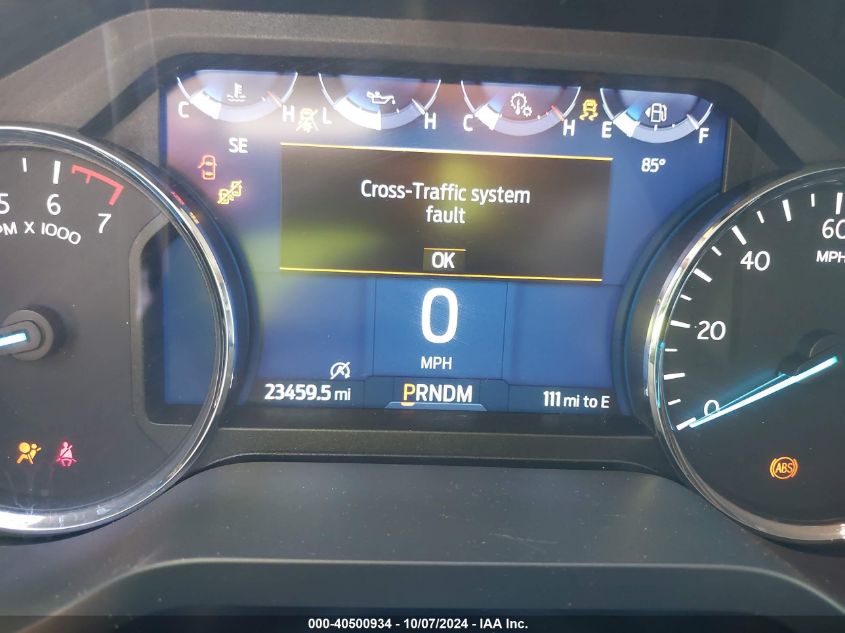 C H L H C H E F
SE
85°
Cross-Traffic system
fault
OK
5 6 7
PM X 1000
0
MPH
23459.5 mi
PRNDM
111 mi to E
0 20 40 60
MPH
ABS
000-40500934 - 10/07/2024 - IAA Inc.